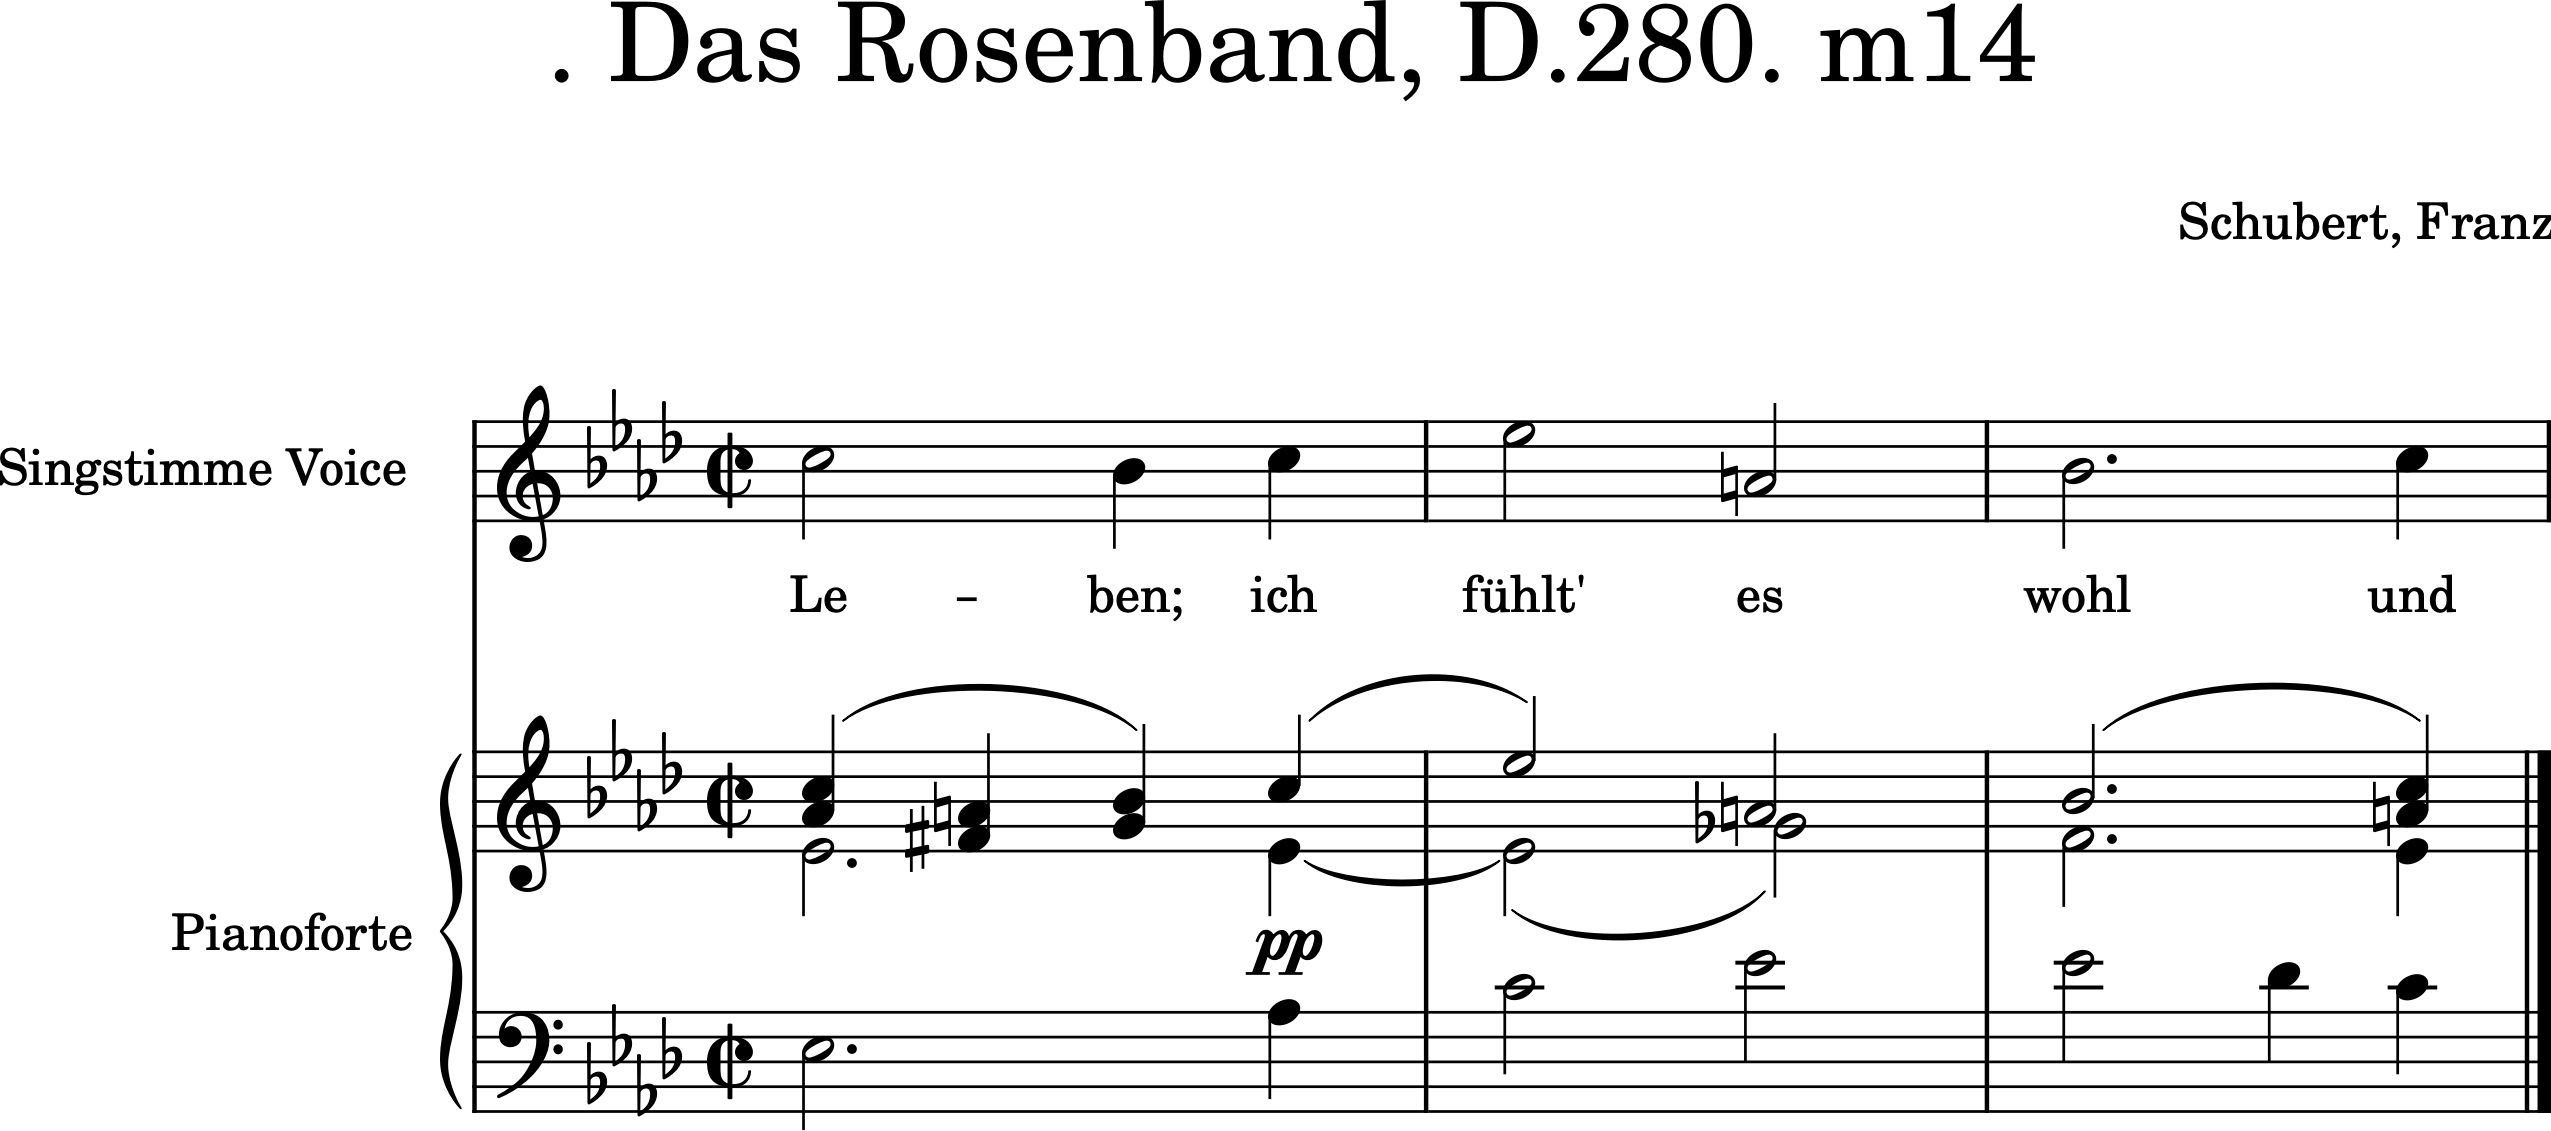 . Das Rosenband, D.280. m14
Schubert, Franz
Singstimme Voice
Le - ben; ich fühlt' es wohl und
Pianoforte
pp